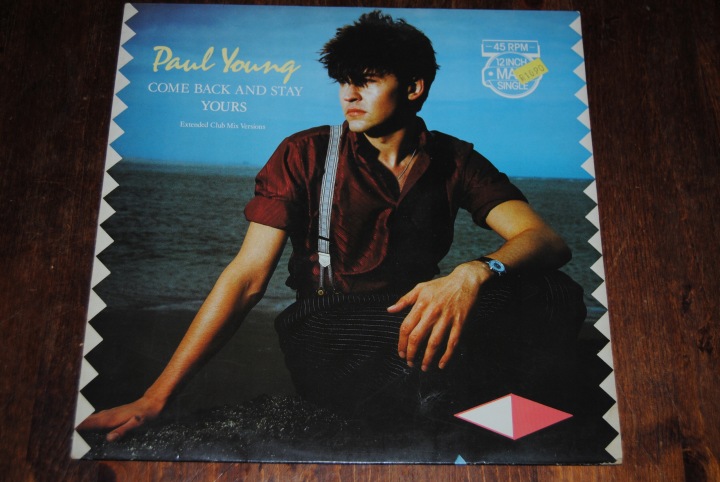 Paul Young
COME BACK AND STAY
YOURS
Extended Club Mix Versions
45 RPM
12 INCH
SINGLE